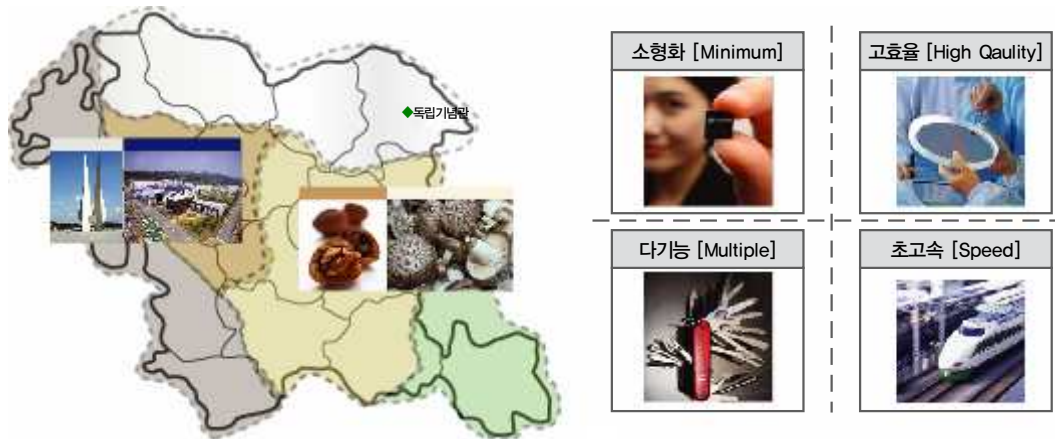 ◆독립기념관
소형화 [Minimum]
고효율 [High Qaulity]
다기능 [Multiple]
초고속 [Speed]